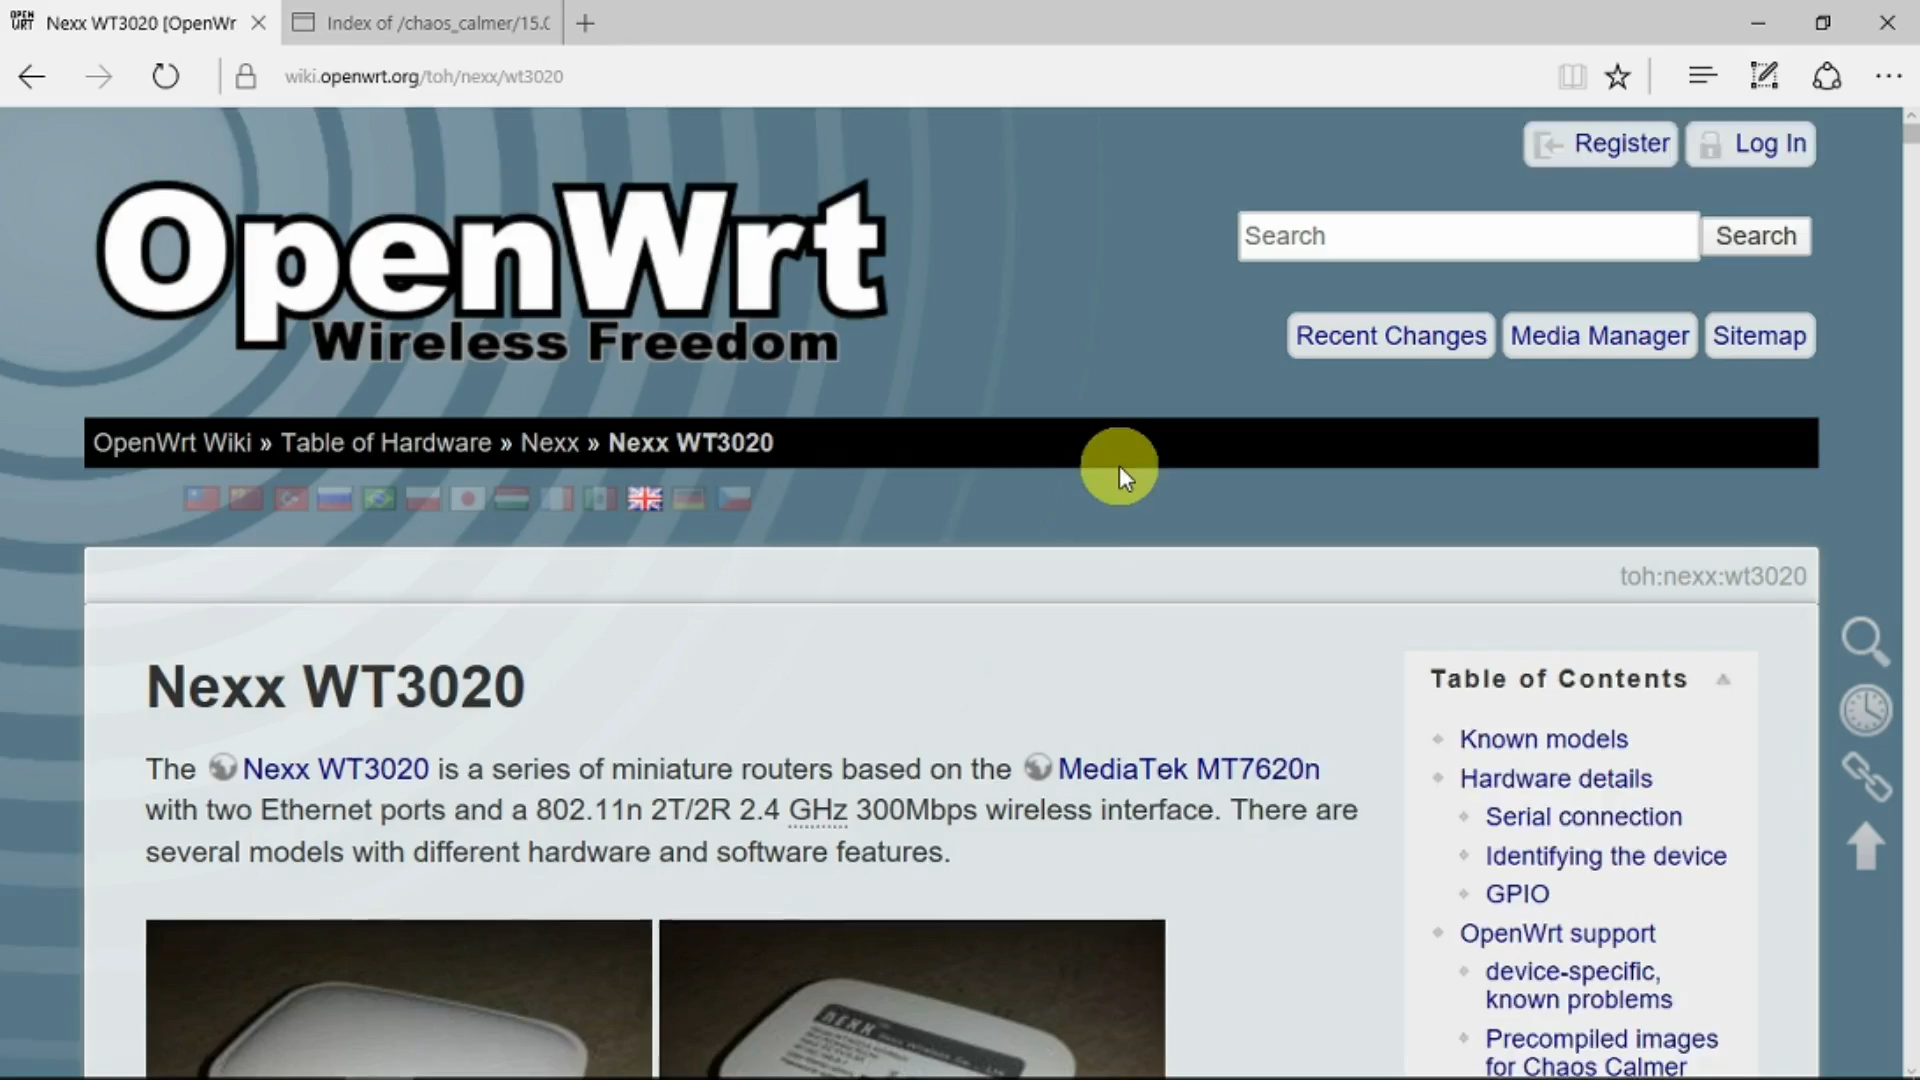 OPEN
WRT
Nexx WT3020 [OpenWr
Index of /chaos_calmer/15.0
wiki.openwrt.org/toh/nexx/wt3020
Register
Log In
OpenWrt
Wireless Freedom
Search
Search
Recent Changes
Media Manager
Sitemap
OpenWrt Wiki » Table of Hardware » Nexx » Nexx WT3020
toh:nexx:wt3020
Nexx WT3020
The Nexx WT3020 is a series of miniature routers based on the MediaTek MT7620n
with two Ethernet ports and a 802.11n 2T/2R 2.4 GHz 300Mbps wireless interface. There are
several models with different hardware and software features.
NEXX
Table of Contents
Known models
Hardware details
Serial connection
Identifying the device
GPIO
OpenWrt support
device-specific,
known problems
Precompiled images
for Chaos Calmer